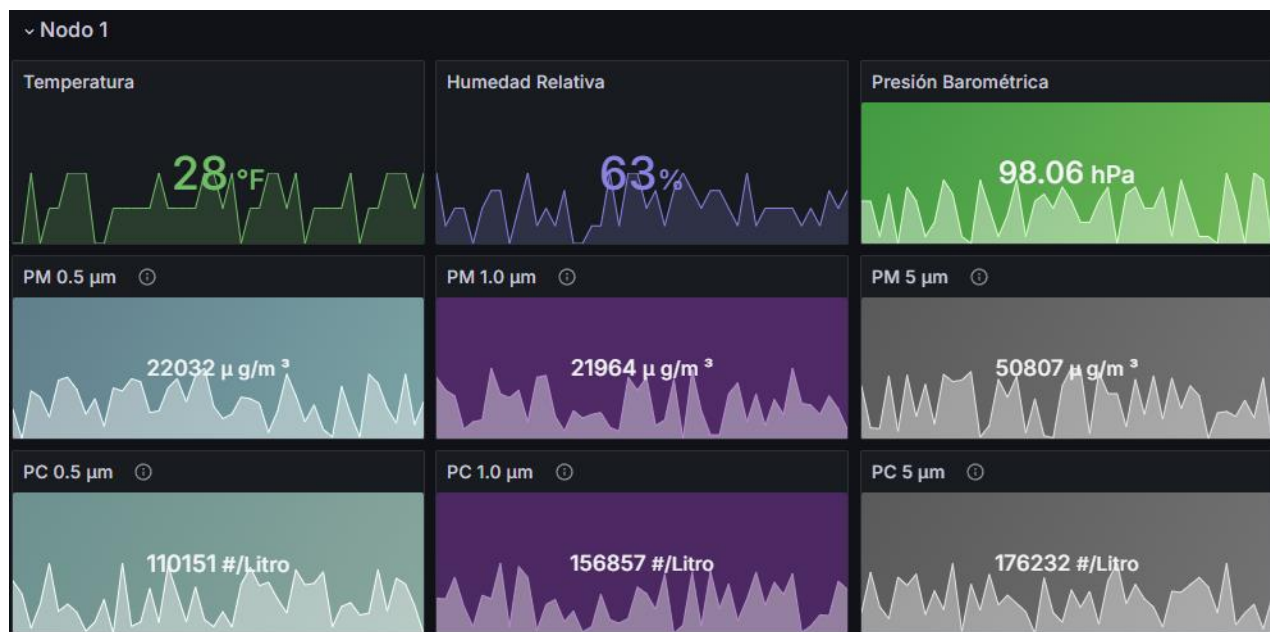 Nodo 1
Temperatura
Humedad Relativa
Presión Barométrica
28 °F
63 %
98.06 hPa
PM 0.5 µm
PM 1.0 µm
PM 5 µm
22032 µ g/m ³
21964 µ g/m ³
50807 µ g/m ³
PC 0.5 µm
PC 1.0 µm
PC 5 µm
110151 #/Litro
156857 #/Litro
176232 #/Litro